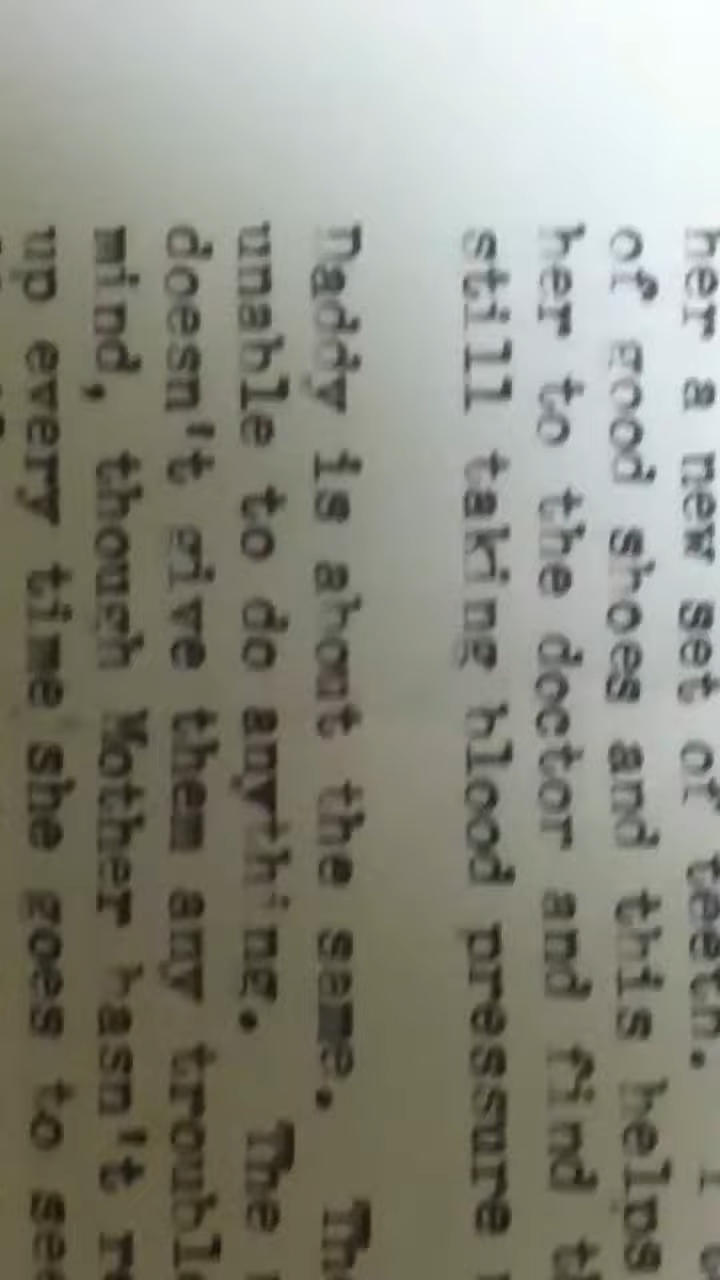 her a new set of teeth. I
of good shoes and this helps
her to the doctor and find
still taking blood pressure
Daddy is about the same.
unable to do anything. The
doesn't give them any
mind, though Mother hasn't
up every time she goes to